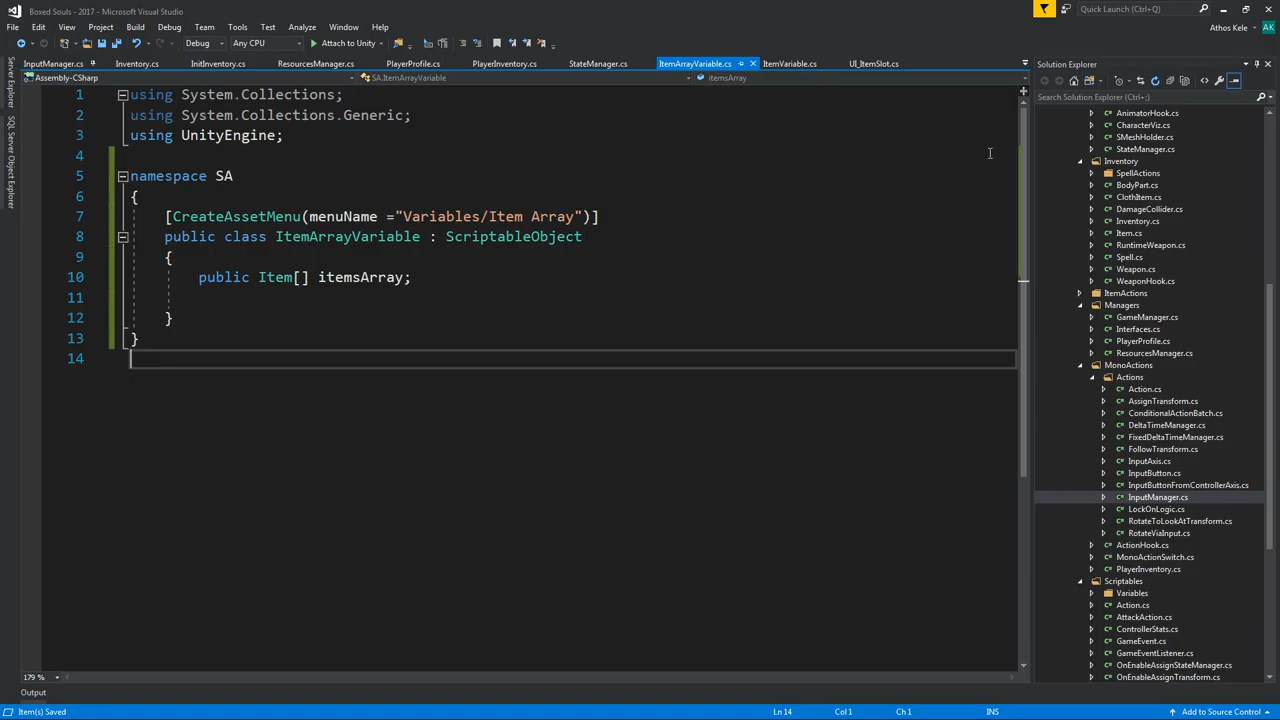 Boxed Souls - 2017 - Microsoft Visual Studio
Quick Launch (Ctrl+Q)
File Edit View Project Build Debug Team Tools Test Analyze Window Help
Athos Kele AK
Debug Any CPU Attach to Unity
InputManager.cs Inventory.cs InitInventory.cs ResourcesManager.cs PlayerProfile.cs PlayerInventory.cs StateManager.cs ItemArrayVariable.cs ItemVariable.cs UI_ItemSlot.cs
Assembly-CSharp SA.ItemArrayVariable itemsArray
Server Explorer
SQL Server Object Explorer
1 using System.Collections;
2 using System.Collections.Generic;
3 using UnityEngine;
4
5 namespace SA
6 {
7 [CreateAssetMenu(menuName ="Variables/Item Array")]
8 public class ItemArrayVariable : ScriptableObject
9 {
10 public Item[] itemsArray;
11
12 }
13 }
14
179 %
Output
Item(s) Saved Ln 14 Col 1 Ch 1 INS Add to Source Control
Solution Explorer
Search Solution Explorer (Ctrl+;)
AnimatorHook.cs
CharacterViz.cs
SMeshHolder.cs
StateManager.cs
Inventory
SpellActions
BodyPart.cs
ClothItem.cs
DamageCollider.cs
Inventory.cs
Item.cs
RuntimeWeapon.cs
Spell.cs
Weapon.cs
WeaponHook.cs
ItemActions
Managers
GameManager.cs
Interfaces.cs
PlayerProfile.cs
ResourcesManager.cs
MonoActions
Actions
Action.cs
AssignTransform.cs
ConditionalActionBatch.cs
DeltaTimeManager.cs
FixedDeltaTimeManager.cs
FollowTransform.cs
InputAxis.cs
InputButton.cs
InputButtonFromControllerAxis.cs
InputManager.cs
LockOnLogic.cs
RotateToLookAtTransform.cs
RotateViaInput.cs
ActionHook.cs
MonoActionSwitch.cs
PlayerInventory.cs
Scriptables
Variables
Action.cs
AttackAction.cs
ControllerStats.cs
GameEvent.cs
GameEventListener.cs
OnEnableAssignStateManager.cs
OnEnableAssignTransform.cs